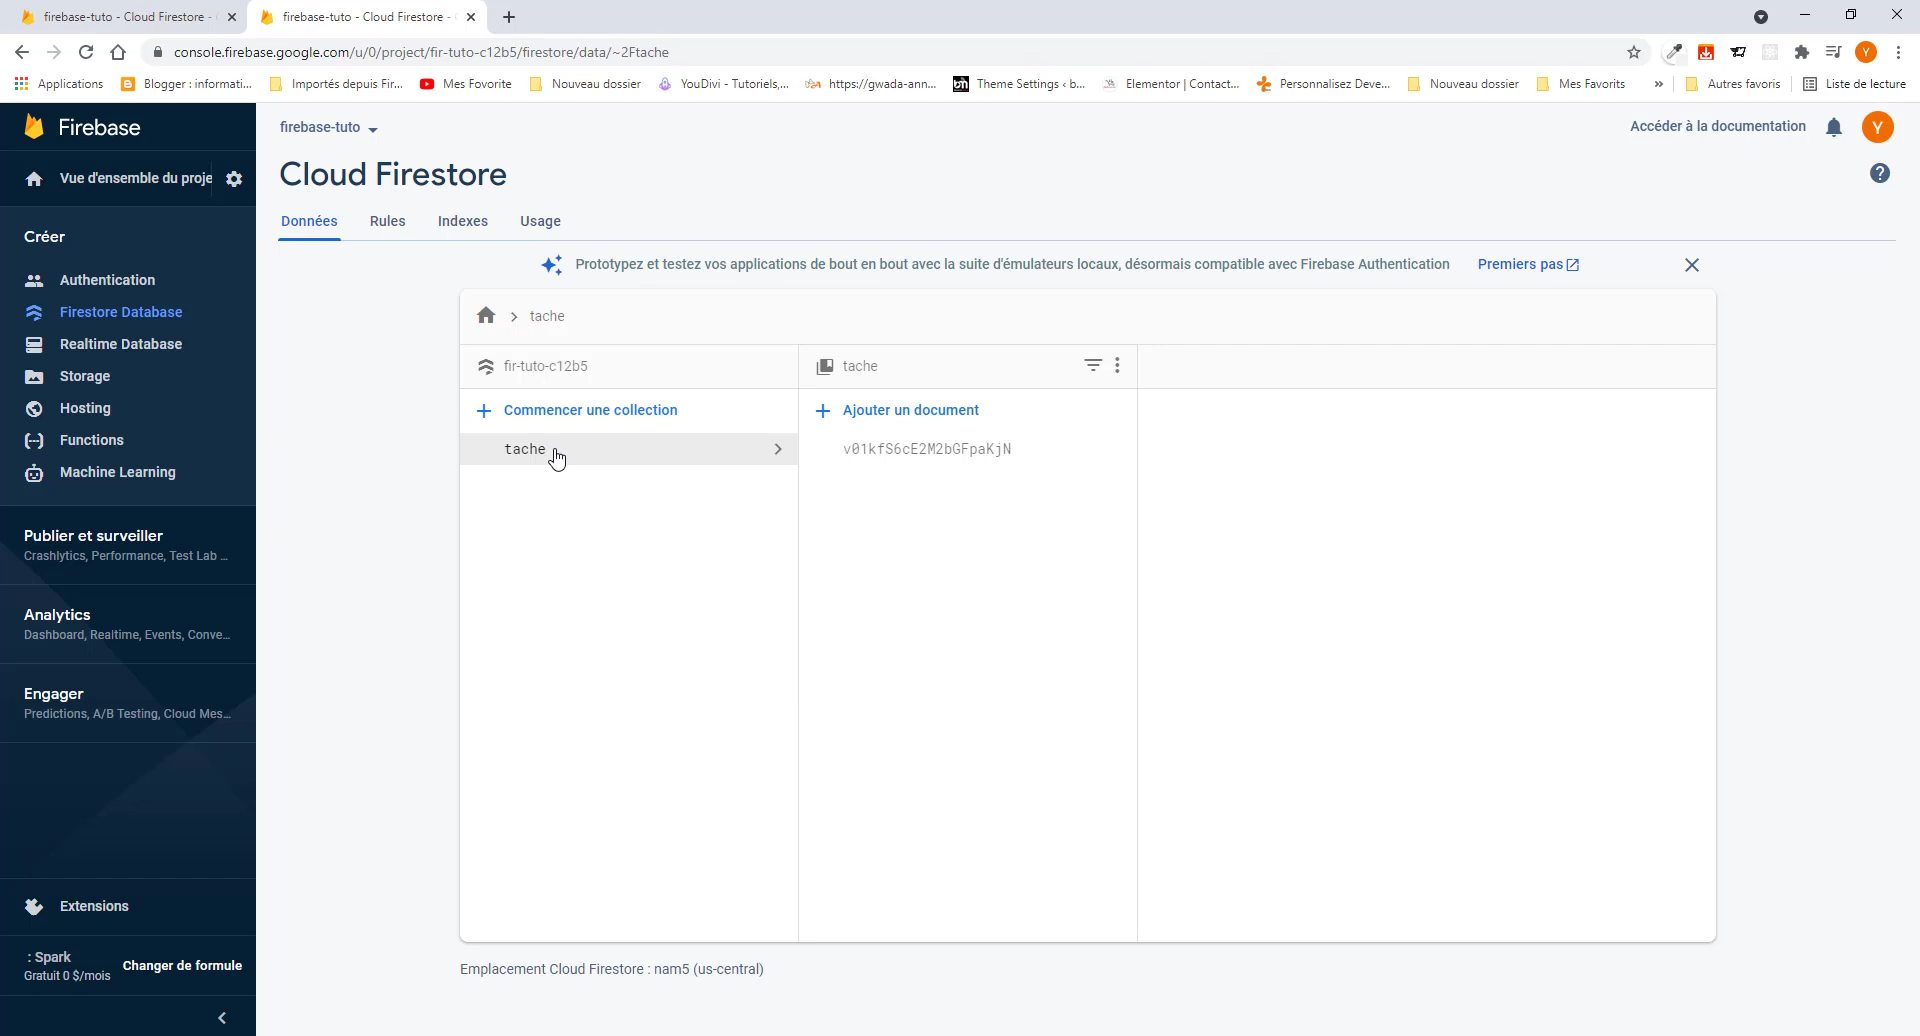 firebase-tuto - Cloud Firestore -
firebase-tuto - Cloud Firestore -
console.firebase.google.com/u/0/project/fir-tuto-c12b5/firestore/data/~2Ftache
Y
Applications
Blogger : informati...
Importés depuis Fir...
Mes Fovorite
Nouveau dossier
YouDivi - Tutoriels,...
https://gwada-ann...
Theme Settings ‹ b...
Elementor | Contact...
Personnalisez Deve...
Nouveau dossier
Mes Favorits
»
Autres favoris
Liste de lecture
Firebase
firebase-tuto
Accéder à la documentation
Y
Vue d'ensemble du proje
Cloud Firestore
?
Données
Rules
Indexes
Usage
Créer
Authentication
Firestore Database
Realtime Database
Storage
Hosting
Functions
Machine Learning
Prototypez et testez vos applications de bout en bout avec la suite d'émulateurs locaux, désormais compatible avec Firebase Authentication
Premiers pas
tache
fir-tuto-c12b5
tache
Commencer une collection
Ajouter un document
tache
v01kfS6cE2M2bGFpaKjN
Publier et surveiller
Crashlytics, Performance, Test Lab ...
Analytics
Dashboard, Realtime, Events, Conve...
Engager
Predictions, A/B Testing, Cloud Mes...
Extensions
: Spark
Gratuit 0 $/mois
Changer de formule
Emplacement Cloud Firestore : nam5 (us-central)